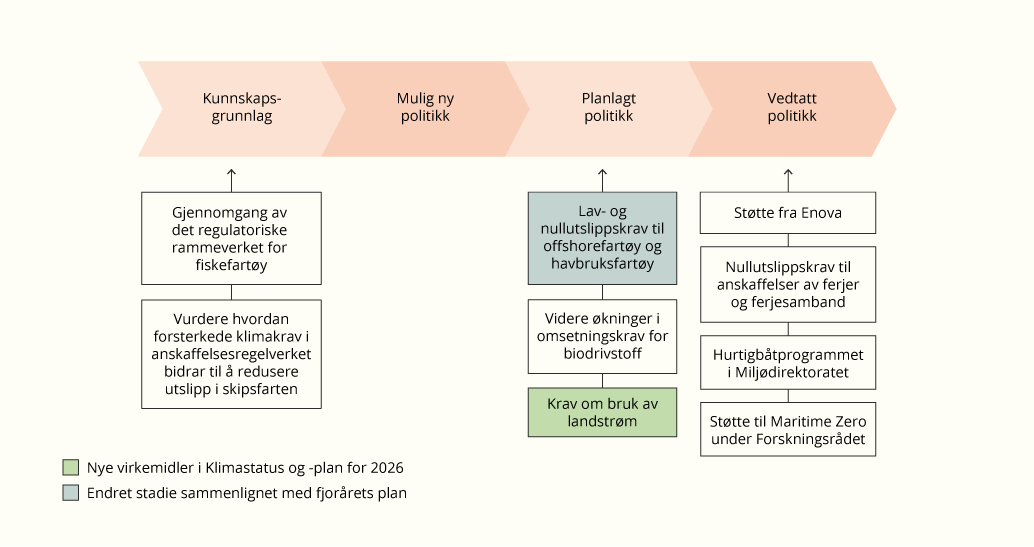 Kunnskaps-
grunnlag
Mulig ny
politikk
Planlagt
politikk
Vedtatt
politikk
Gjennomgang av
det regulatoriske
rammeverket for
fiskefartøy
Vurdere hvordan
forsterkede klimakrav i
anskaffelsesregelverket
bidrar til å redusere
utslipp i skipsfarten
Lav- og
nullutslippskrav til
offshorefartøy og
havbruksfartøy
Videre økninger i
omsetningskrav for
biodrivstoff
Krav om bruk av
landstrøm
Støtte fra Enova
Nullutslippskrav til
anskaffelser av ferjer
og ferjesamband
Hurtigbåtprogrammet
i Miljødirektoratet
Støtte til Maritime Zero
under Forskningsrådet
Nye virkemidler i Klimastatus og -plan for 2026
Endret stadie sammenlignet med fjorårets plan